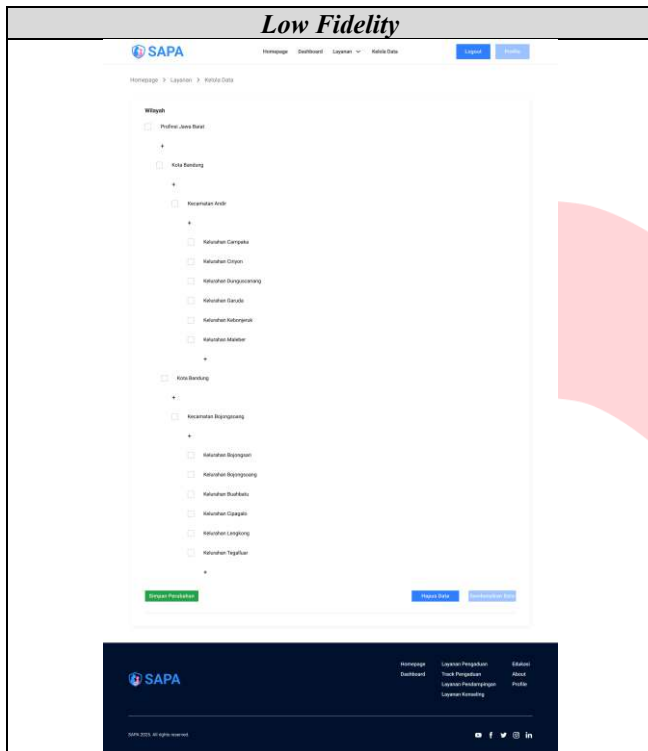 Low Fidelity
SAPA
Homepage Dashboard Layanan Kelola Data Logout Profile
Homepage > Layanan > Kelola Data
Wilayah
Profinsi Jawa Barat
+
Kota Bandung
+
Kecamatan Andir
+
Kelurahan Campaka
Kelurahan Ciroyon
Kelurahan Dunguscariang
Kelurahan Garuda
Kelurahan Kebonjeruk
Kelurahan Maleber
+
Kota Bandung
+
Kecamatan Bojongsoang
+
Kelurahan Bojongsari
Kelurahan Bojongsoang
Kelurahan Buahbatu
Kelurahan Cipagalo
Kelurahan Lengkong
Kelurahan Tegalluar
+
Simpan Perubahan Hapus Data Data
SAPA
Homepage Layanan Pengaduan Edukasi
Dashboard Track Pengaduan About
Layanan Pendampingan Profile
Layanan Konseling
SAPA 2023. All rights reserved.